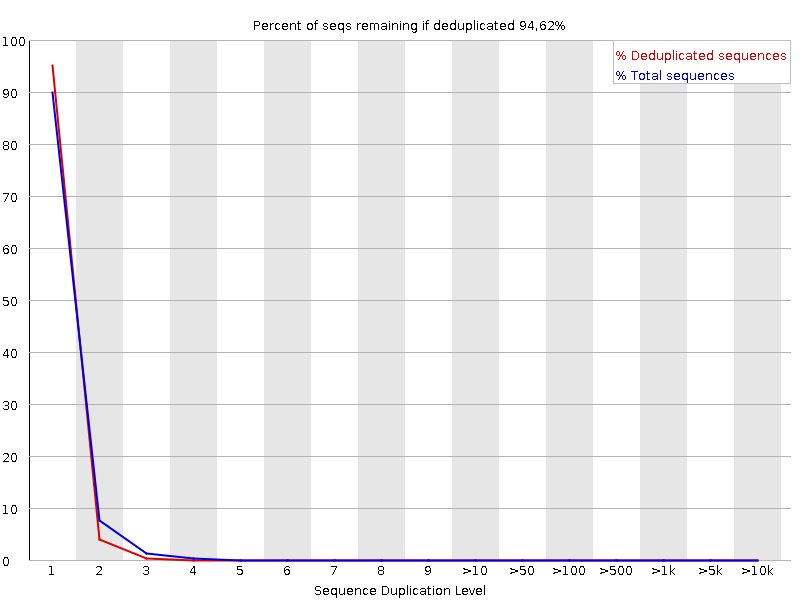 Percent of seqs remaining if deduplicated 94,62%
% Deduplicated sequences
% Total sequences
100
90
80
70
60
50
40
30
20
10
0
1 2 3 4 5 6 7 8 9 >10 >50 >100 >500 >1k >5k >10k
Sequence Duplication Level